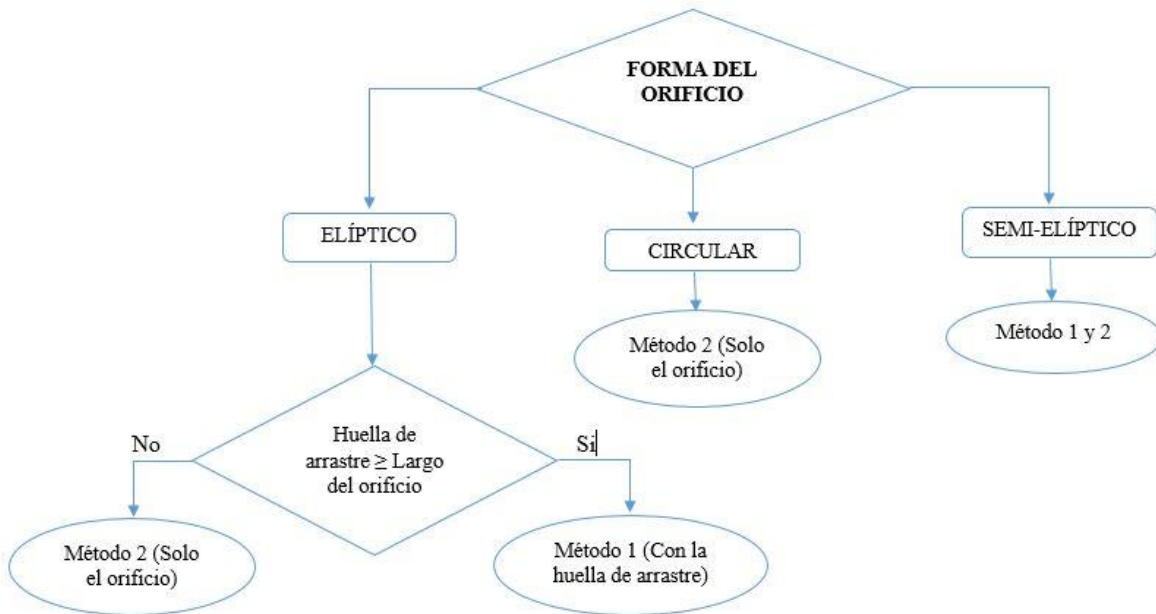 FORMA DEL
ORIFICIO
ELÍPTICO
CIRCULAR
SEMI-ELÍPTICO
Método 2 (Solo
el orificio)
Método 1 y 2
Huella de
arrastre ≥ Largo
del orificio
No
Si
Método 2 (Solo
el orificio)
Método 1 (Con la
huella de arrastre)